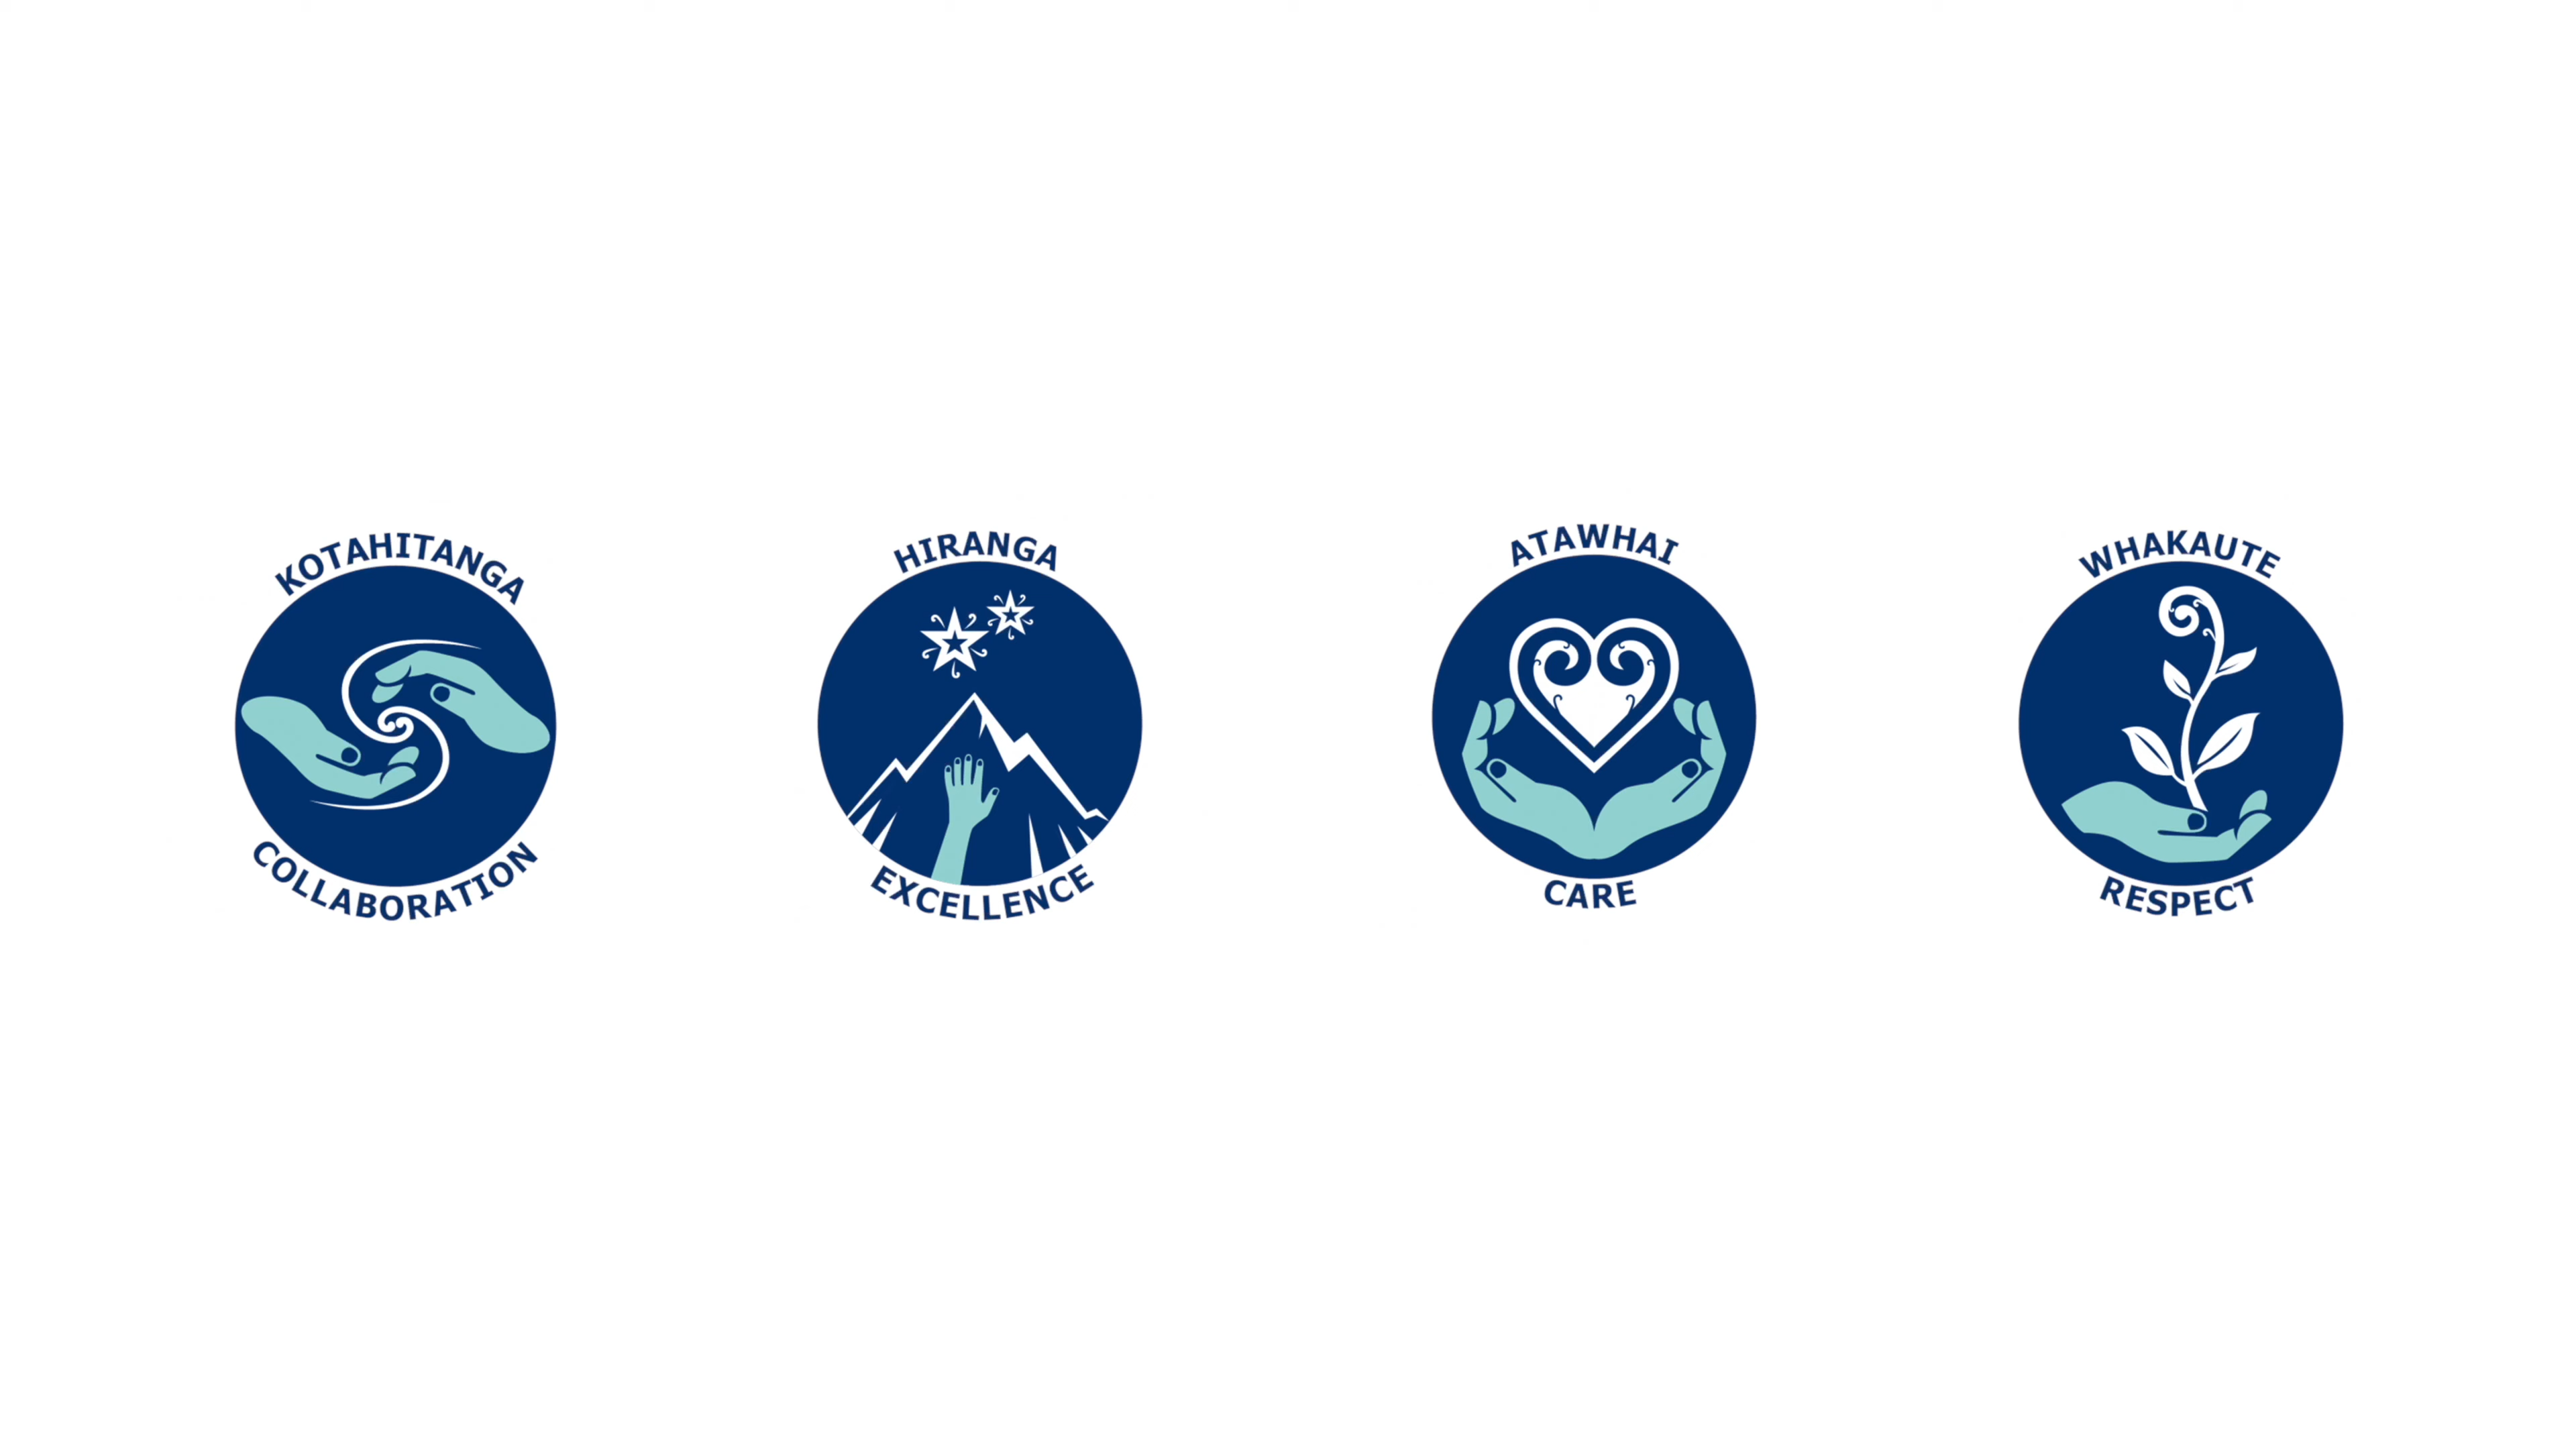 KOTAHITANGA
COLLABORATION
HIRANGA
EXCELLENCE
ATAWHAI
CARE
WHAKAUTE
RESPECT